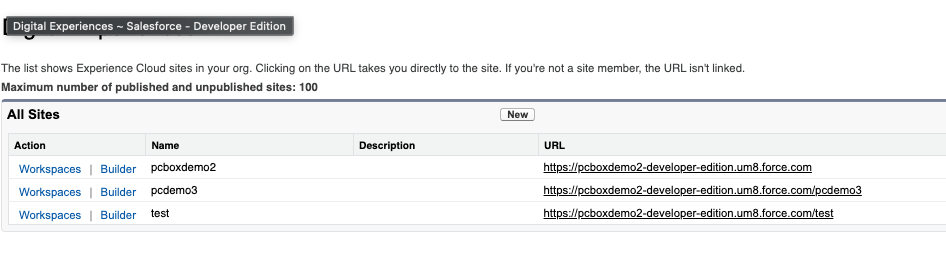 Digital Experiences ~ Salesforce - Developer Edition
The list shows Experience Cloud sites in your org. Clicking on the URL takes you directly to the site. If you're not a site member, the URL isn't linked.
Maximum number of published and unpublished sites: 100
All Sites New
Action Name Description URL
Workspaces | Builder pcboxdemo2 https://pcboxdemo2-developer-edition.um8.force.com
Workspaces | Builder pcdemo3 https://pcboxdemo2-developer-edition.um8.force.com/pcdemo3
Workspaces | Builder test https://pcboxdemo2-developer-edition.um8.force.com/test